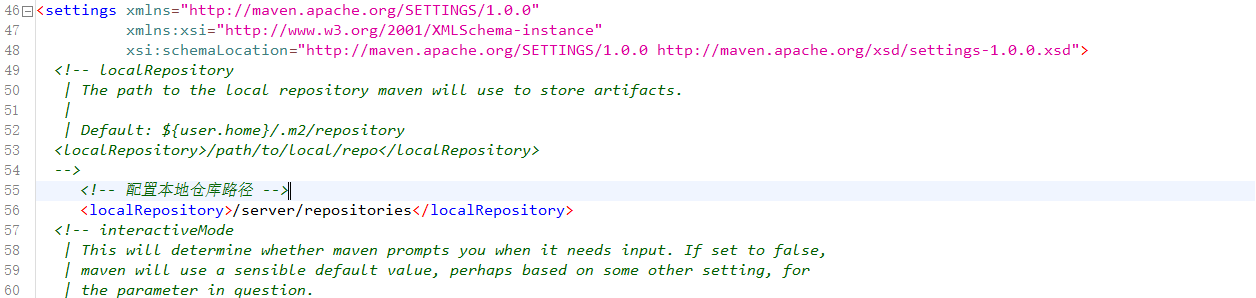 46 <settings xmlns="http://maven.apache.org/SETTINGS/1.0.0"
47 xmlns:xsi="http://www.w3.org/2001/XMLSchema-instance"
48 xsi:schemaLocation="http://maven.apache.org/SETTINGS/1.0.0 http://maven.apache.org/xsd/settings-1.0.0.xsd">
49 <!-- localRepository
50 | The path to the local repository maven will use to store artifacts.
51 |
52 | Default: ${user.home}/.m2/repository
53 <localRepository>/path/to/local/repo</localRepository>
54 -->
55 <!-- 配置本地仓库路径 -->
56 <localRepository>/server/repositories</localRepository>
57 <!-- interactiveMode
58 | This will determine whether maven prompts you when it needs input. If set to false,
59 | maven will use a sensible default value, perhaps based on some other setting, for
60 | the parameter in question.